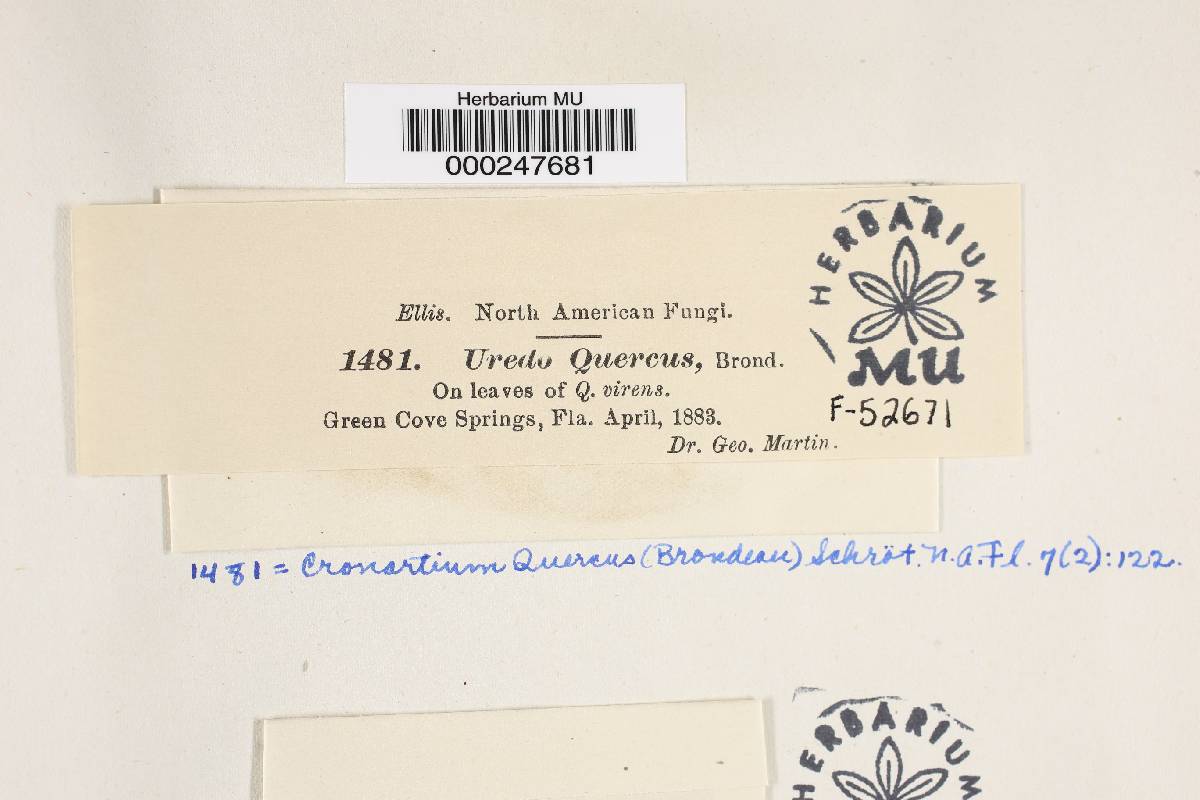 Herbarium MU
000247681
HERBARIUM
MU
F-52671
Ellis. North American Fungi.
1481. Uredo Quercus, Brond.
On leaves of Q. virens.
Green Cove Springs, Fla. April, 1883.
Dr. Geo. Martin.
1481 = Cronartium Quercus (Brondeau) Schröt. N.A.Fl. 7(2):122.
HERBARIUM